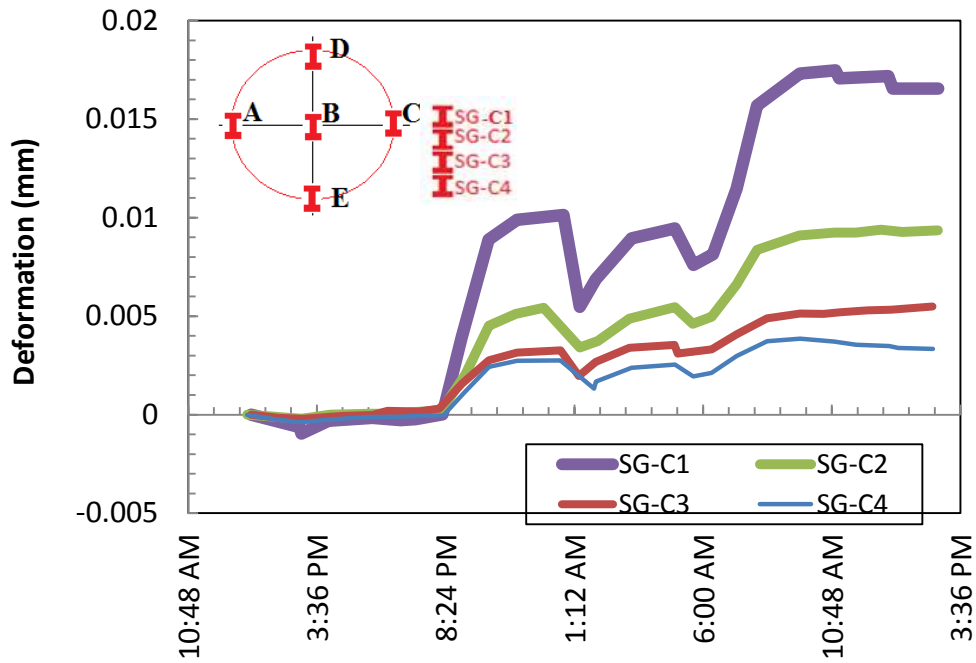 Deformation (mm)
0.02
0.015
0.01
0.005
0
-0.005
D
A
B
C
E
SG-C1
SG-C2
SG-C3
SG-C4
SG-C1
SG-C2
SG-C3
SG-C4
10:48 AM
3:36 PM
8:24 PM
1:12 AM
6:00 AM
10:48 AM
3:36 PM